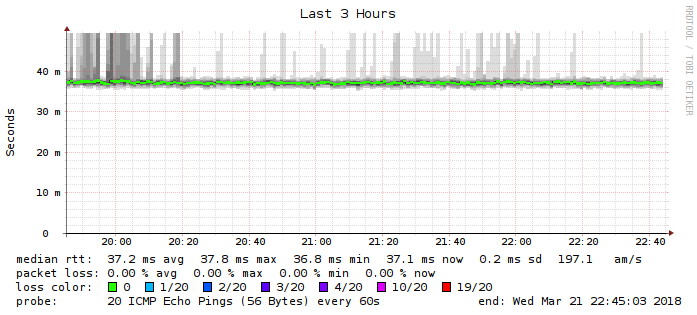 Last 3 Hours
RRDTOOL / TOBI OETIKER
Seconds
40 m
30 m
20 m
10 m
0
20:00 20:20 20:40 21:00 21:20 21:40 22:00 22:20 22:40
median rtt: 37.2 ms avg 37.8 ms max 36.8 ms min 37.1 ms now 0.2 ms sd 197.1 am/s
packet loss: 0.00 % avg 0.00 % max 0.00 % min 0.00 % now
loss color: 0 1/20 2/20 3/20 4/20 10/20 19/20
probe: 20 ICMP Echo Pings (56 Bytes) every 60s end: Wed Mar 21 22:45:03 2018